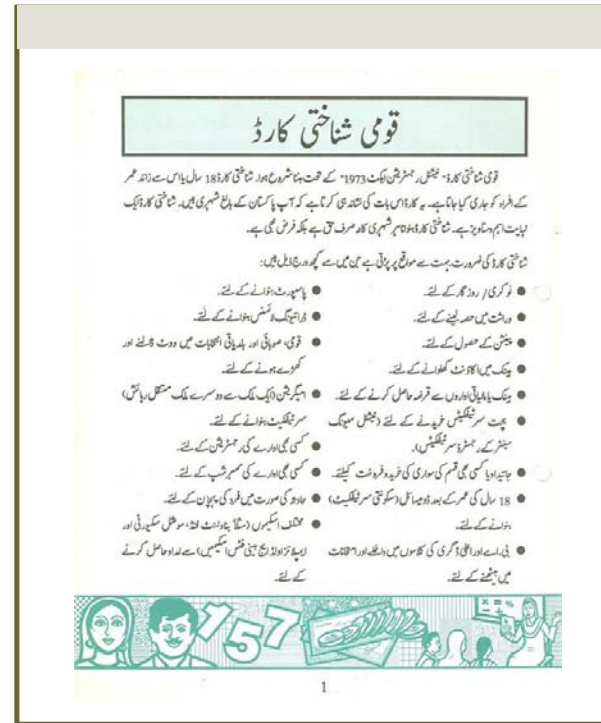 قومی شناختی کارڈ
قومی شناختی کارڈ- نیشنل رجسٹریشن ایکٹ 1973- کے تحت بننا شروع ہوا۔ شناختی کارڈ 18 سال یا اس سے زائد عمر
کے افراد کو جاری کیا جاتا ہے۔ یہ کارڈ اس بات کی نشاندہی کرتا ہے کہ آپ پاکستان کے بالغ شہری ہیں۔ شناختی کارڈ ایک
نہایت اہم دستاویز ہے۔ شناختی کارڈ بنوانا ہر شہری کا نہ صرف حق ہے بلکہ فرض بھی ہے۔
شناختی کارڈ کی ضرورت بہت سے مواقع پر پڑتی ہے جن میں سے کچھ درج ذیل ہیں:
● نوکری / روزگار کے لئے۔
● وراثت میں حصہ لینے کے لئے۔
● پینشن کے حصول کے لئے۔
● بینک میں اکاؤنٹ کھلوانے کے لئے۔
● بینک یا مالیاتی اداروں سے قرضہ حاصل کرنے کے لئے۔
● بچت سرٹیفکیٹس خریدنے کے لئے (نیشنل سیونگ
سینٹر کے رجسٹرڈ سرٹیفکیٹس)۔
● جائیداد یا کسی بھی قسم کی سواری کی خرید و فروخت کیلئے۔
● 18 سال کی عمر کے بعد ڈومیسائل (سکونتی سرٹیفکیٹ)
بنوانے کے لئے۔
● بی۔اے اور اعلیٰ ڈگری کی کلاسوں میں داخلے اور امتحانات
میں بیٹھنے کے لئے۔
● پاسپورٹ بنوانے کے لئے۔
● ڈرائیونگ لائسنس بنوانے کے لئے۔
● قومی، صوبائی اور بلدیاتی انتخابات میں ووٹ ڈالنے اور
کھڑے ہونے کے لئے۔
● امیگریشن (ایک ملک سے دوسرے ملک مستقل رہائش)
سرٹیفکیٹ بنوانے کے لئے۔
● کسی بھی ادارے کی رجسٹریشن کے لئے۔
● کسی بھی ادارے کی ممبرشپ کے لئے۔
● حادثہ کی صورت میں فرد کی پہچان کے لئے۔
● مختلف اسکیموں (مثلاً پراویڈنٹ فنڈ، سوشل سکیورٹی اور
ایمپلائز اولڈ ایج بینی فٹس اسکیمیں) سے امداد حاصل کرنے
کے لئے۔
157
1